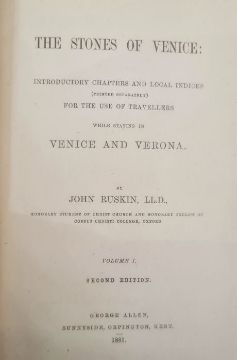 THE STONES OF VENICE:
INTRODUCTORY CHAPTERS AND LOCAL INDICES
(PRINTED SEPARATELY)
FOR THE USE OF TRAVELLERS
WHILE STAYING IN
VENICE AND VERONA.
BY
JOHN RUSKIN, LL.D.,
HONORARY STUDENT OF CHRIST CHURCH AND HONORARY FELLOW OF
CORPUS CHRISTI COLLEGE, OXFORD
VOLUME I.
SECOND EDITION.
GEORGE ALLEN,
SUNNYSIDE, ORPINGTON, KENT.
1881.